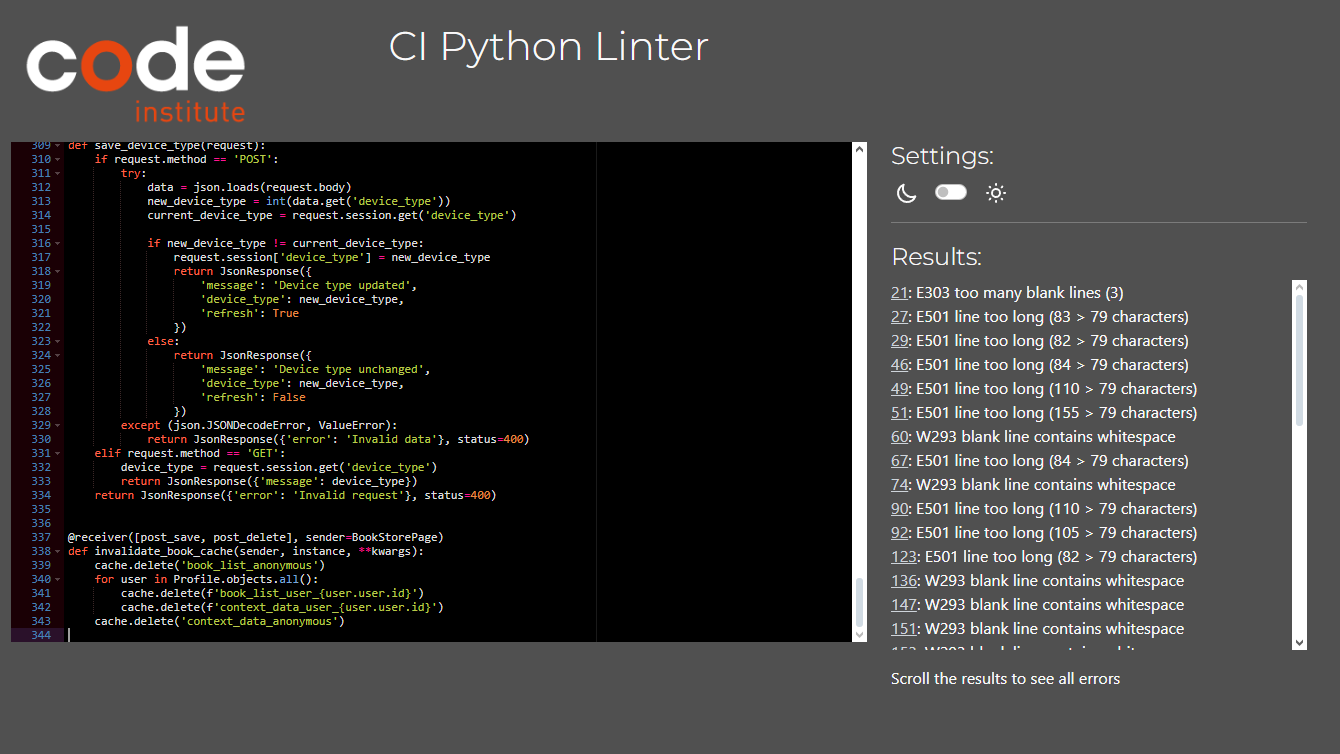 code
institute
CI Python Linter
309 def save_device_type(request):
310     if request.method == 'POST':
311         try:
312             data = json.loads(request.body)
313             new_device_type = int(data.get('device_type'))
314             current_device_type = request.session.get('device_type')
315
316             if new_device_type != current_device_type:
317                 request.session['device_type'] = new_device_type
318                 return JsonResponse({
319                     'message': 'Device type updated',
320                     'device_type': new_device_type,
321                     'refresh': True
322                 })
323             else:
324                 return JsonResponse({
325                     'message': 'Device type unchanged',
326                     'device_type': new_device_type,
327                     'refresh': False
328                 })
329         except (json.JSONDecodeError, ValueError):
330             return JsonResponse({'error': 'Invalid data'}, status=400)
331     elif request.method == 'GET':
332         device_type = request.session.get('device_type')
333         return JsonResponse({'message': device_type})
334     return JsonResponse({'error': 'Invalid request'}, status=400)
335
336
337 @receiver([post_save, post_delete], sender=BookStorePage)
338 def invalidate_book_cache(sender, instance, **kwargs):
339     cache.delete('book_list_anonymous')
340     for user in Profile.objects.all():
341         cache.delete(f'book_list_user_{user.user.id}')
342         cache.delete(f'context_data_user_{user.user.id}')
343     cache.delete('context_data_anonymous')
344
Settings:
Results:
21: E303 too many blank lines (3)
27: E501 line too long (83 > 79 characters)
29: E501 line too long (82 > 79 characters)
46: E501 line too long (84 > 79 characters)
49: E501 line too long (110 > 79 characters)
51: E501 line too long (155 > 79 characters)
60: W293 blank line contains whitespace
67: E501 line too long (84 > 79 characters)
74: W293 blank line contains whitespace
90: E501 line too long (110 > 79 characters)
92: E501 line too long (105 > 79 characters)
123: E501 line too long (82 > 79 characters)
136: W293 blank line contains whitespace
147: W293 blank line contains whitespace
151: W293 blank line contains whitespace
Scroll the results to see all errors